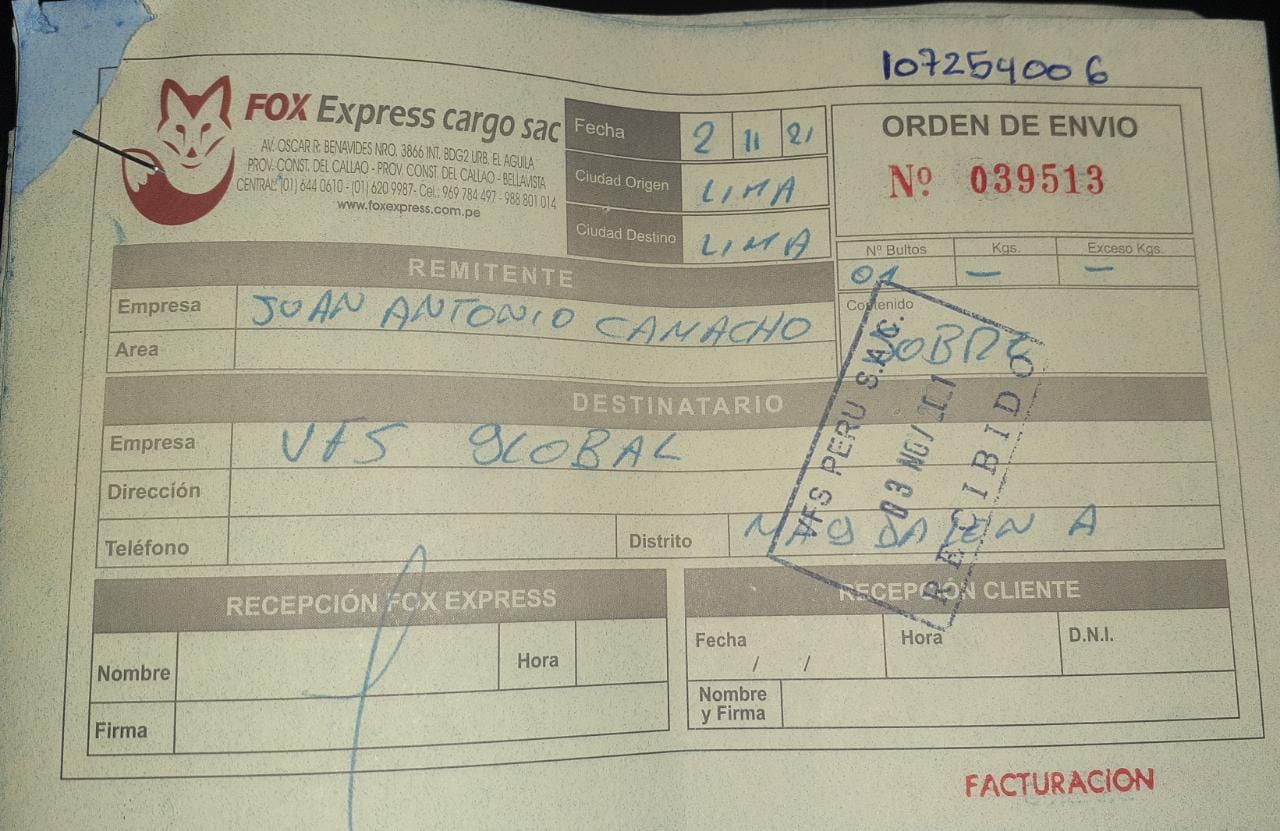 107254006
FOX Express cargo sac
AV. OSCAR R. BENAVIDES NRO. 3866 INT. BDG2 URB. EL AGUILA
PROV. CONST. DEL CALLAO - PROV. CONST. DEL CALLAO - BELLAVISTA
CENTRAL: (01) 644 0610 - (01) 620 9987- Cel.: 969 784 497 - 988 801 014
www.foxexpress.com.pe
Fecha 2 11 21
Ciudad Origen LIMA
Ciudad Destino LIMA
ORDEN DE ENVIO
Nº 039513
Nº Bultos Kgs. Exceso Kgs.
01 — —
Contenido
SOBRE
REMITENTE
Empresa JUAN ANTONIO CAMACHO
Area
DESTINATARIO
Empresa VFS GLOBAL
Dirección
Teléfono Distrito MAGDALENA
VFS PERU S.A.C.
03 NOV 2021
RECIBIDO
RECEPCIÓN FOX EXPRESS
Nombre Hora
Firma
RECEPCIÓN CLIENTE
Fecha / / Hora D.N.I.
Nombre
y Firma
FACTURACION